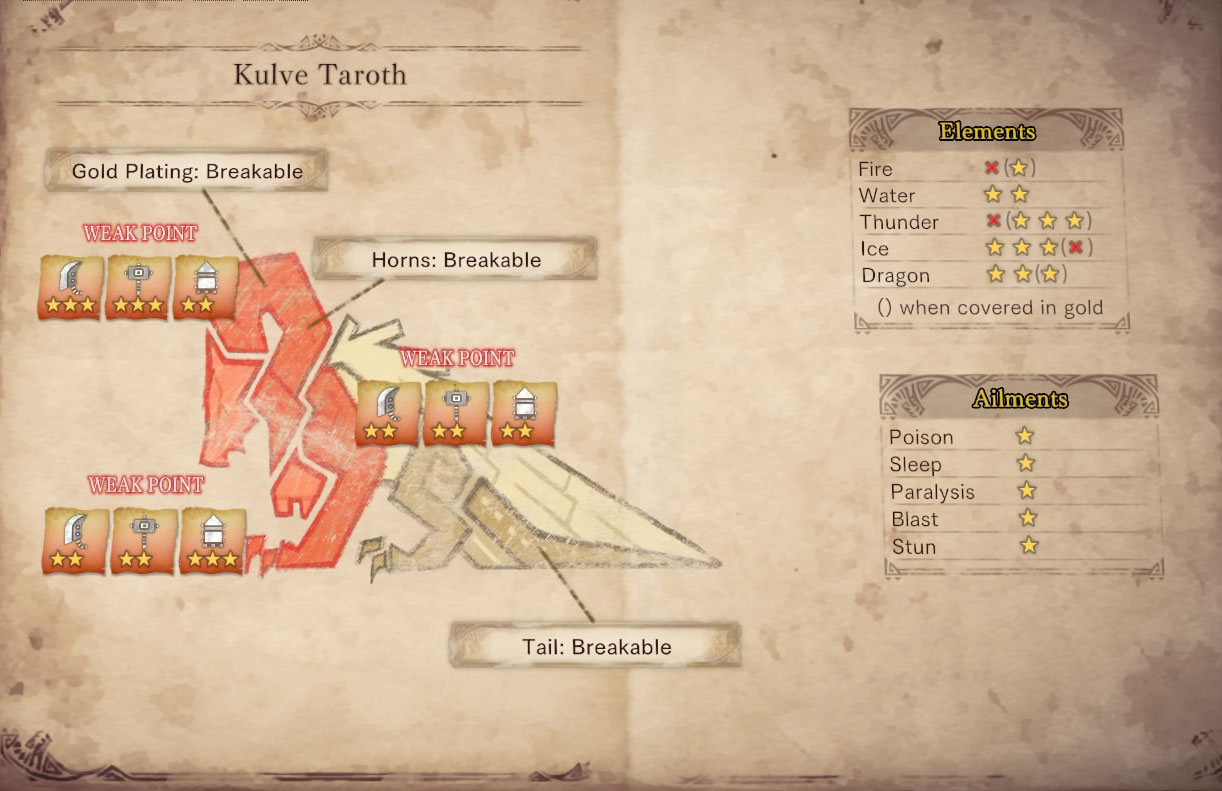 Kulve Taroth
Gold Plating: Breakable
WEAK POINT
Horns: Breakable
WEAK POINT
WEAK POINT
Tail: Breakable
Elements
Fire ×(★)
Water ★ ★
Thunder ×(★ ★ ★)
Ice ★ ★ ★(×)
Dragon ★ ★(★)
() when covered in gold
Ailments
Poison ★
Sleep ★
Paralysis ★
Blast ★
Stun ★